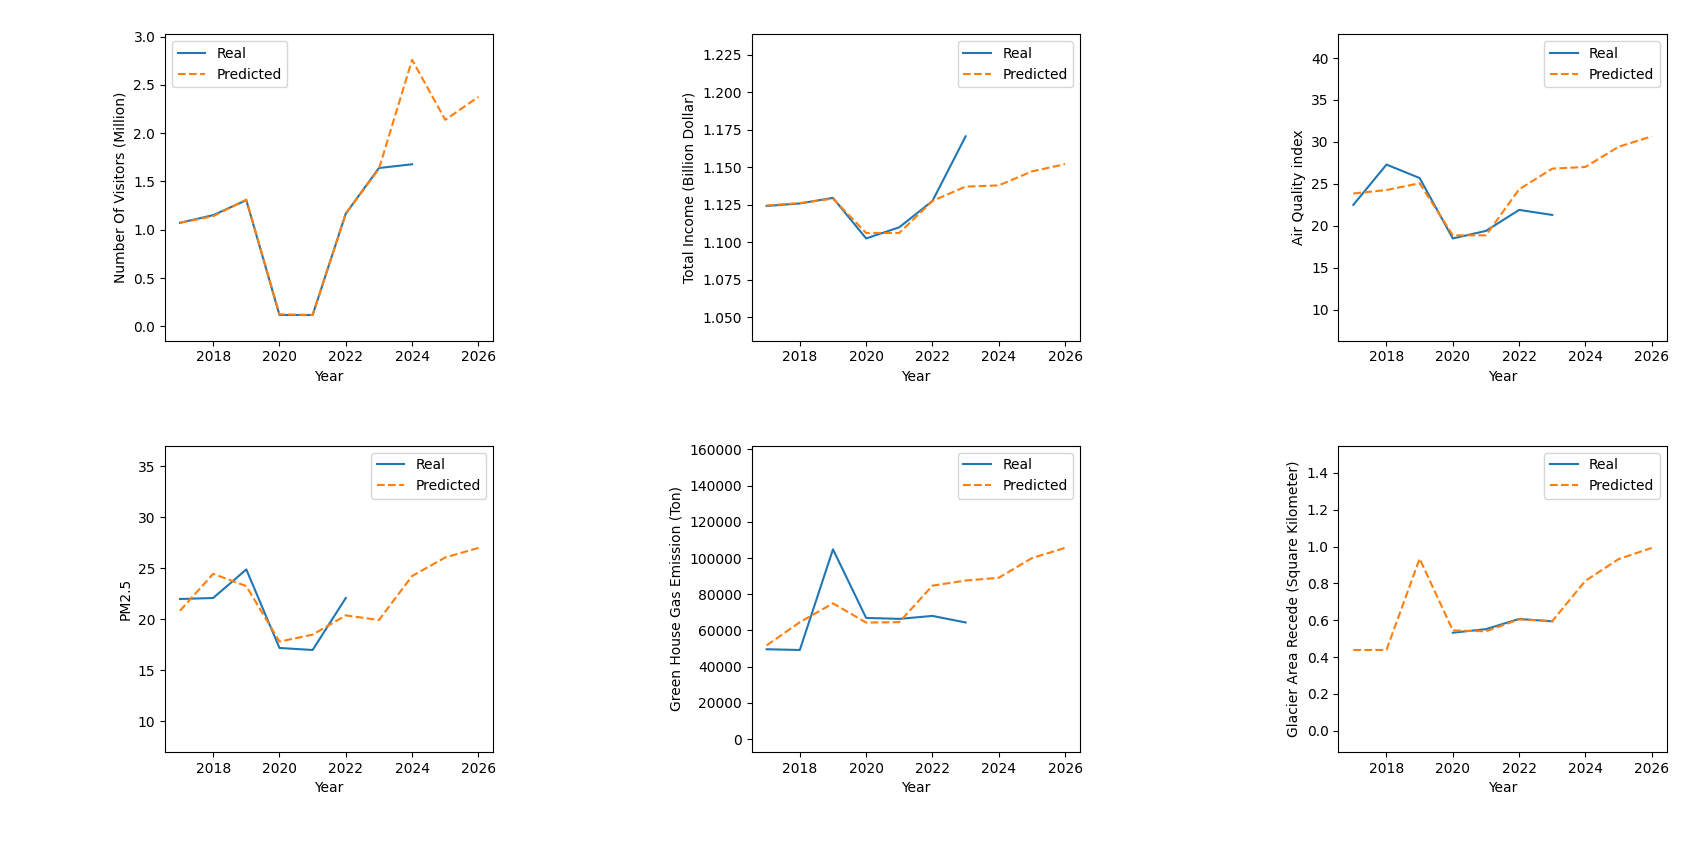 Number Of Visitors (Million)
3.0
2.5
2.0
1.5
1.0
0.5
0.0
Real
Predicted
2018 2020 2022 2024 2026
Year
Total Income (Billion Dollar)
1.225
1.200
1.175
1.150
1.125
1.100
1.075
1.050
Real
Predicted
2018 2020 2022 2024 2026
Year
Air Quality index
40
35
30
25
20
15
10
Real
Predicted
2018 2020 2022 2024 2026
Year
PM2.5
35
30
25
20
15
10
Real
Predicted
2018 2020 2022 2024 2026
Year
Green House Gas Emission (Ton)
160000
140000
120000
100000
80000
60000
40000
20000
0
Real
Predicted
2018 2020 2022 2024 2026
Year
Glacier Area Recede (Square Kilometer)
1.4
1.2
1.0
0.8
0.6
0.4
0.2
0.0
Real
Predicted
2018 2020 2022 2024 2026
Year